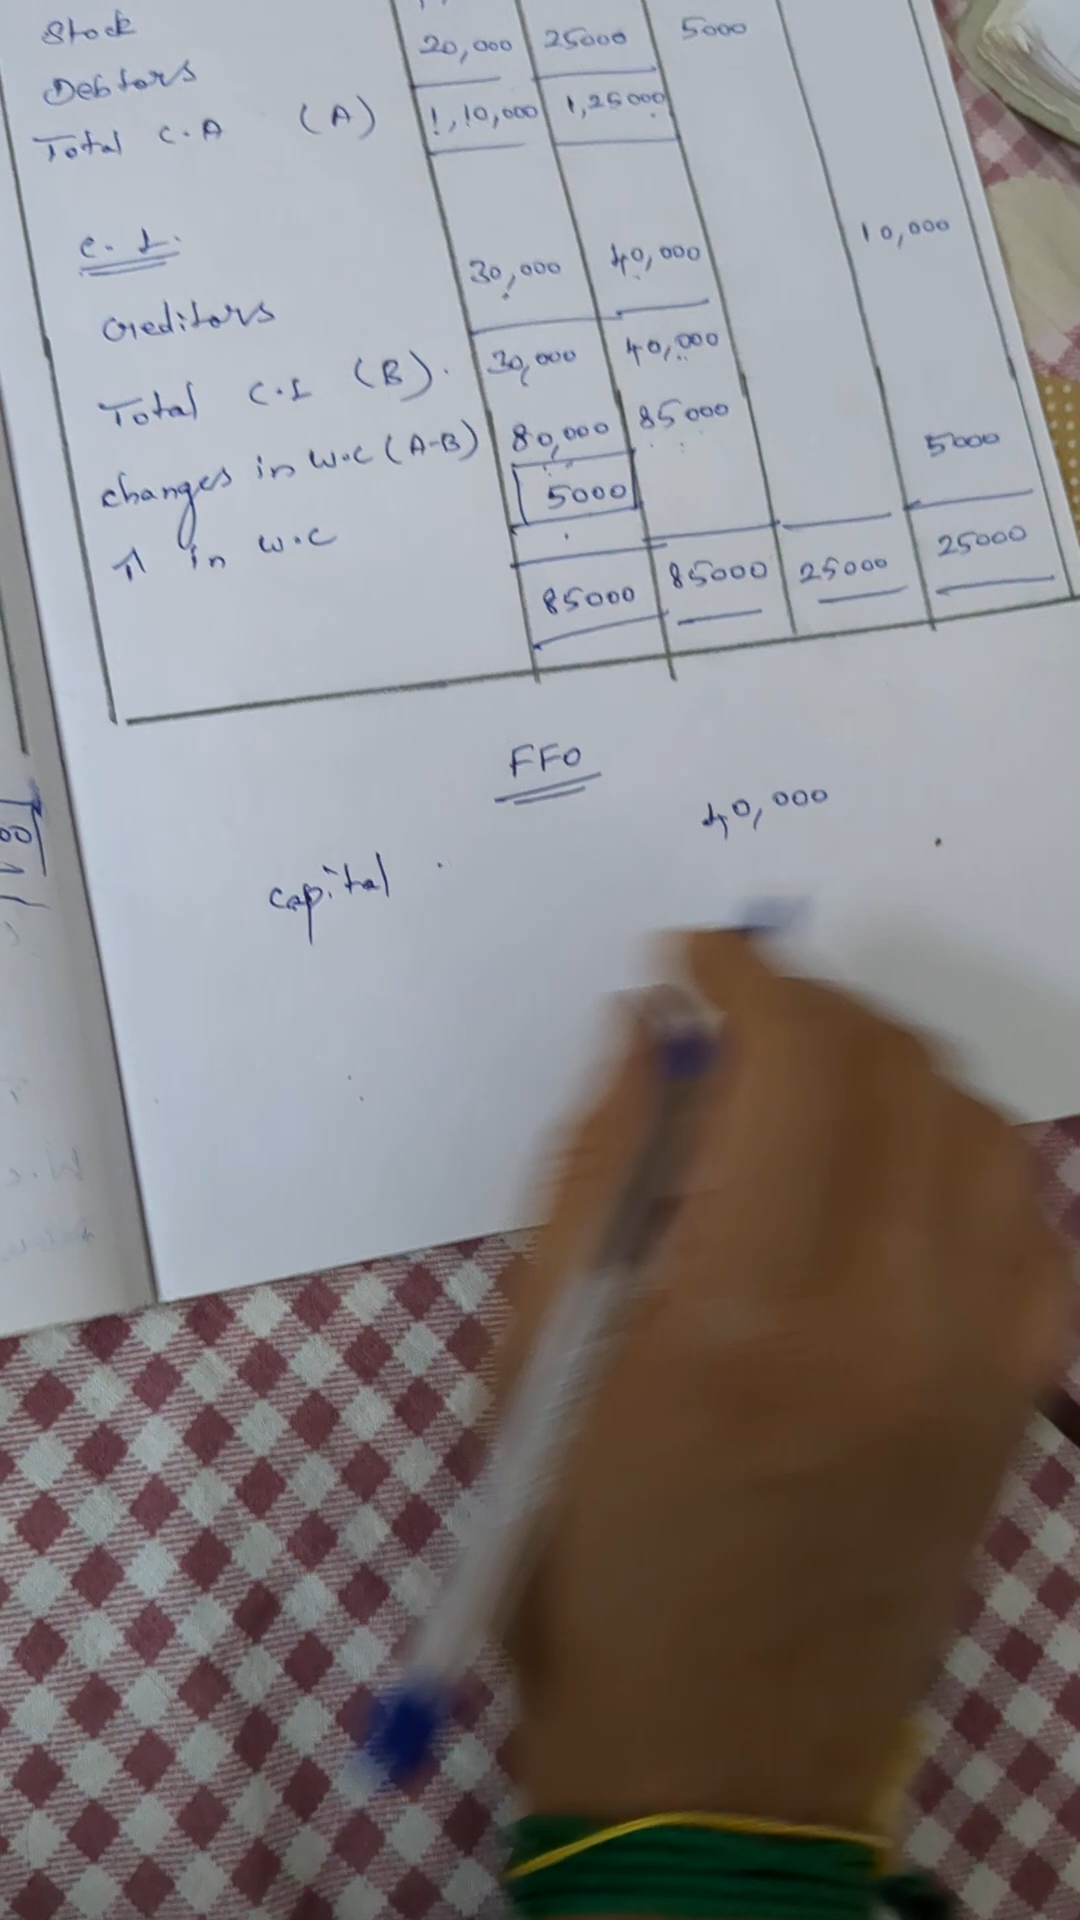 Stock
Debtors 20,000 25000 5000
Total C.A (A) 1,10,000 1,25000
C.L.
Creditors 30,000 40,000 10,000
Total C.L (B). 30,000 40,000
changes in W.C (A-B) 80,000 85000
↑ in W.C 5000 5000
85000 85000 25000 25000
FFO
Capital 40,000